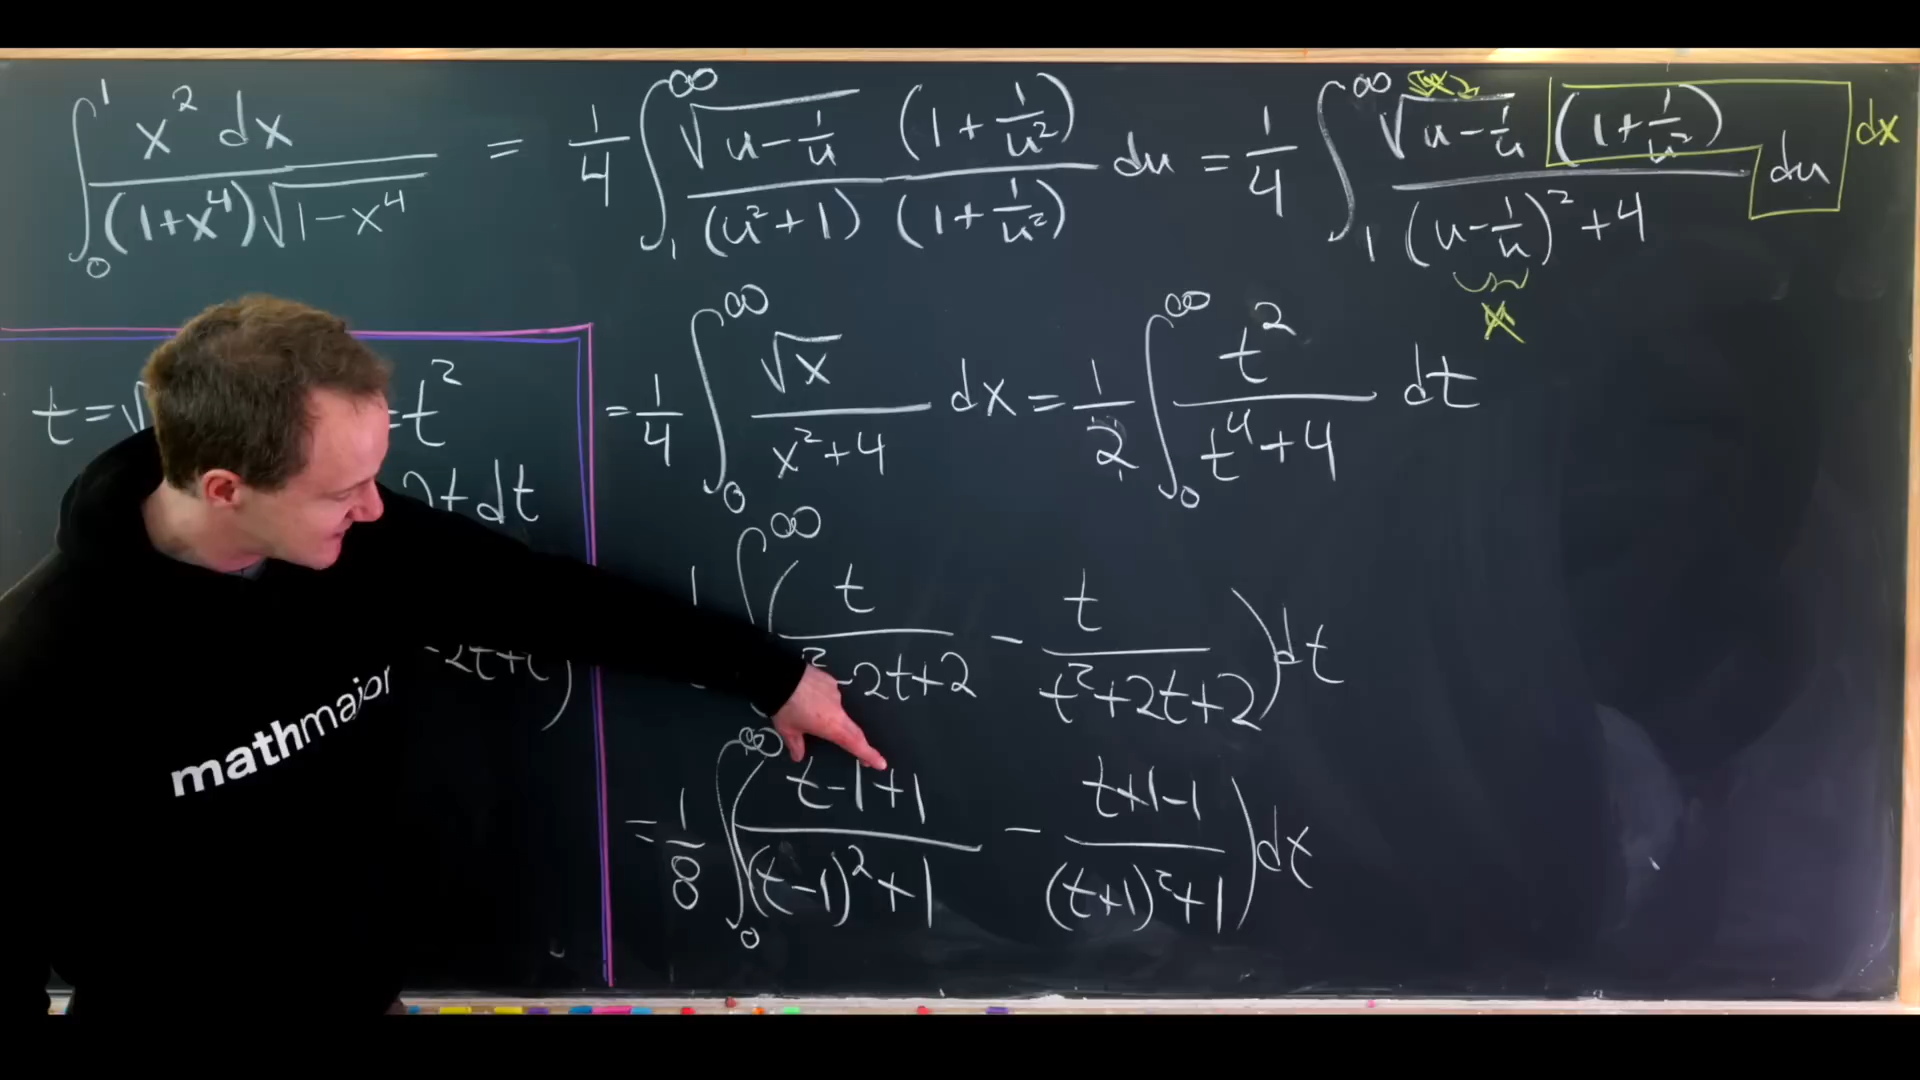 ∫₀¹ x² dx / ((1+x⁴)√(1-x⁴)) = 1/4 ∫₁^∞ √(u-1/u) (1+1/u²) / ((u²+1)(1+1/u²)) du = 1/4 ∫₁^∞ √(u-1/u) (1+1/u²) du / ((u-1/u)²+4) dx
x
= 1/4 ∫₀^∞ √x / (x²+4) dx = 1/2 ∫₀^∞ t² / (t⁴+4) dt
t=√ =t²
t dt
∞ ( t / 2t+2 - t / (t²+2t+2) ) dt
-2t+
= 1/8 ∫₀^∞ ( (t-1+1) / ((t-1)²+1) - (t+1-1) / ((t+1)²+1) ) dx
mathmajor